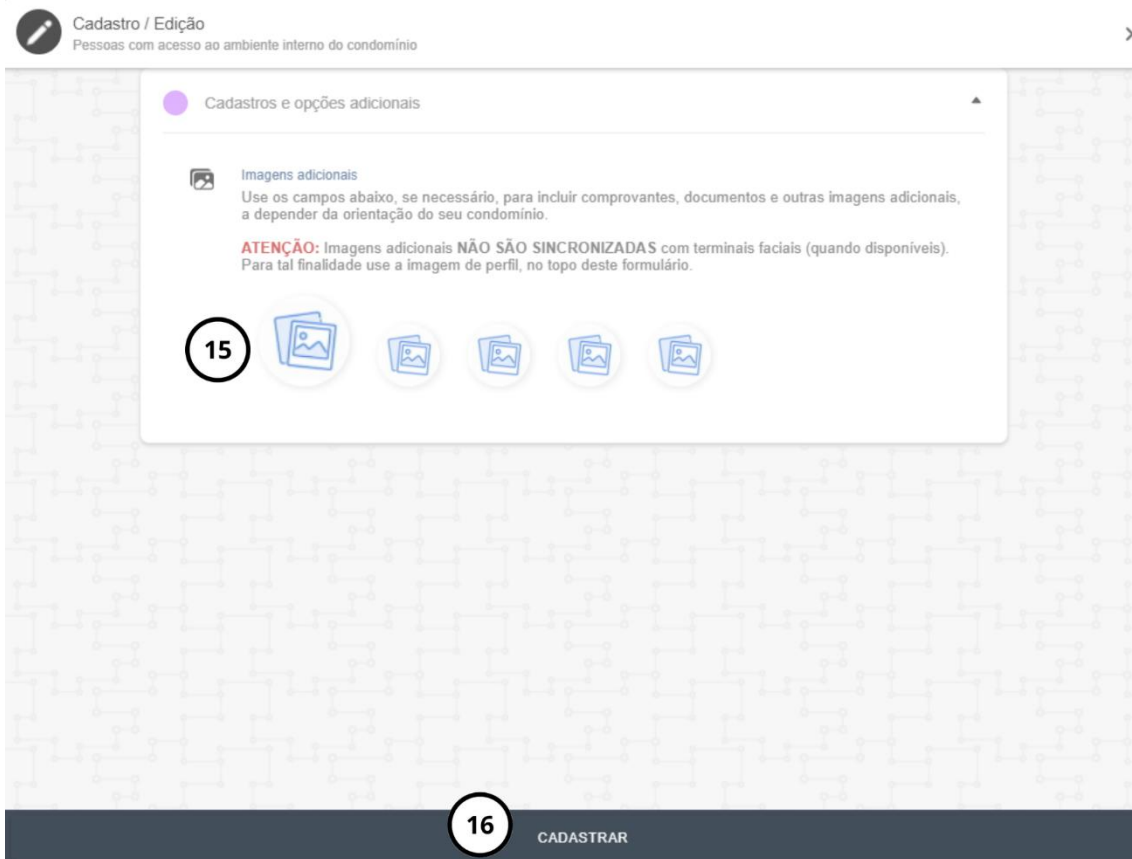 Cadastro / Edição
Pessoas com acesso ao ambiente interno do condomínio
Cadastros e opções adicionais
Imagens adicionais
Use os campos abaixo, se necessário, para incluir comprovantes, documentos e outras imagens adicionais,
a depender da orientação do seu condomínio.
ATENÇÃO: Imagens adicionais NÃO SÃO SINCRONIZADAS com terminais faciais (quando disponíveis).
Para tal finalidade use a imagem de perfil, no topo deste formulário.
15
16
CADASTRAR